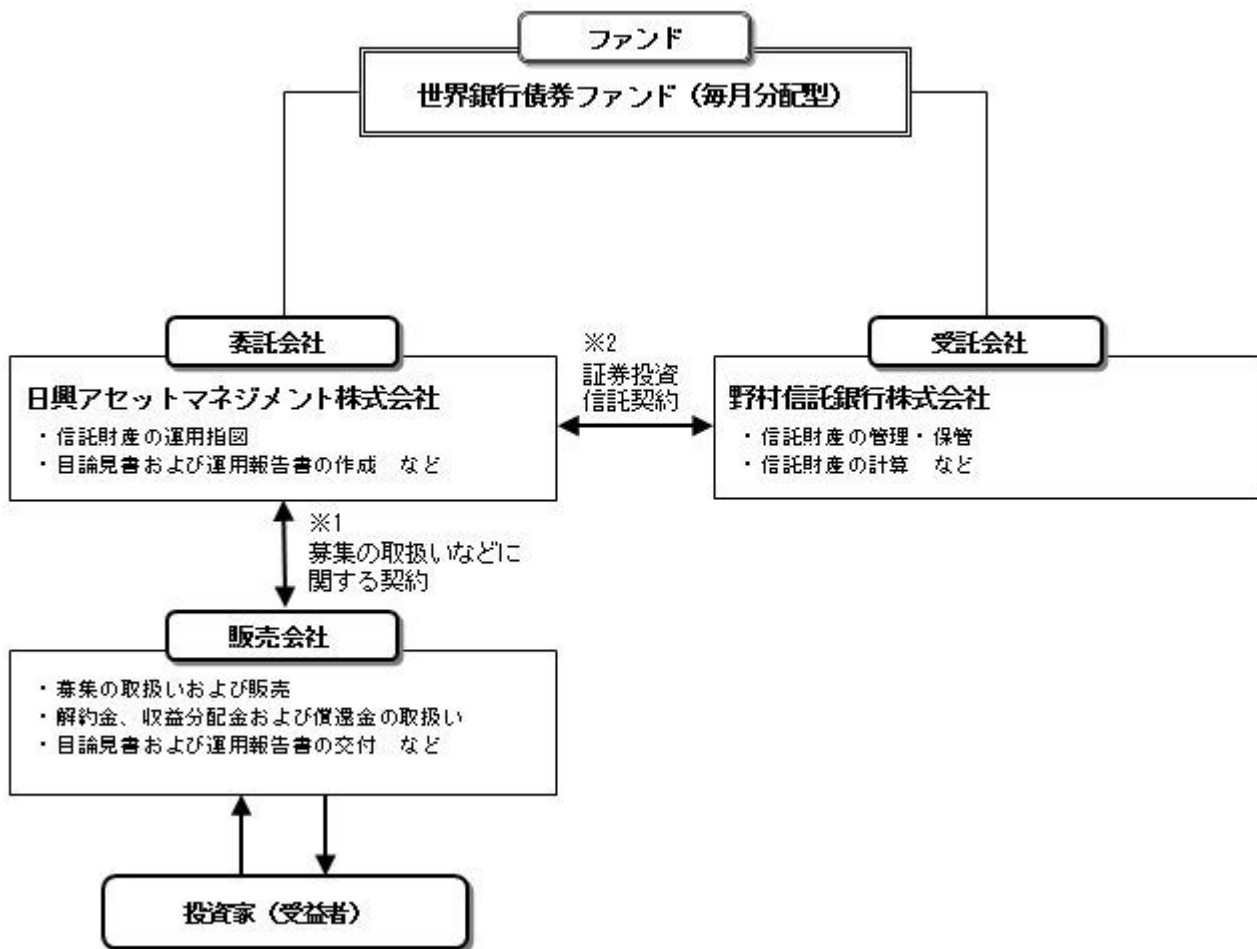 ファンド
世界銀行債券ファンド（毎月分配型）
委託会社
日興アセットマネジメント株式会社
・信託財産の運用指図
・目論見書および運用報告書の作成　など
※2
証券投資
信託契約
受託会社
野村信託銀行株式会社
・信託財産の管理・保管
・信託財産の計算　など
※1
募集の取扱いなどに
関する契約
販売会社
・募集の取扱いおよび販売
・解約金、収益分配金および償還金の取扱い
・目論見書および運用報告書の交付　など
投資家（受益者）